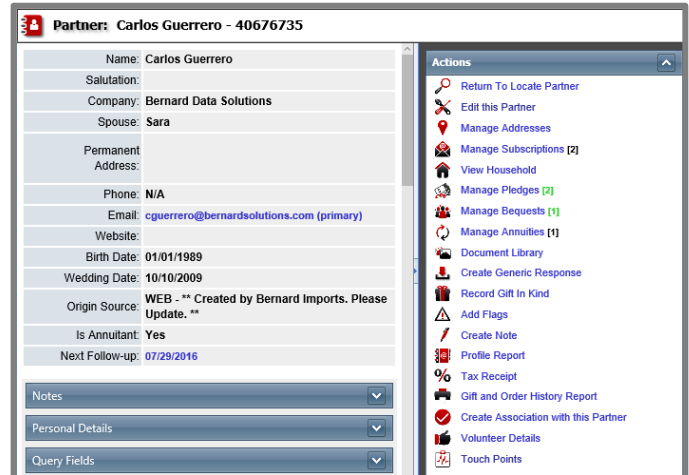 Partner: Carlos Guerrero - 40676735
Name: Carlos Guerrero
Salutation:
Company: Bernard Data Solutions
Spouse: Sara
Permanent
Address:
Phone: N/A
Email: cguerrero@bernardsolutions.com (primary)
Website:
Birth Date: 01/01/1989
Wedding Date: 10/10/2009
Origin Source: WEB - ** Created by Bernard Imports. Please
Update. **
Is Annuitant: Yes
Next Follow-up: 07/29/2016
Notes
Personal Details
Query Fields
Actions
Return To Locate Partner
Edit this Partner
Manage Addresses
Manage Subscriptions [2]
View Household
Manage Pledges [2]
Manage Bequests [1]
Manage Annuities [1]
Document Library
Create Generic Response
Record Gift In Kind
Add Flags
Create Note
Profile Report
Tax Receipt
Gift and Order History Report
Create Association with this Partner
Volunteer Details
Touch Points